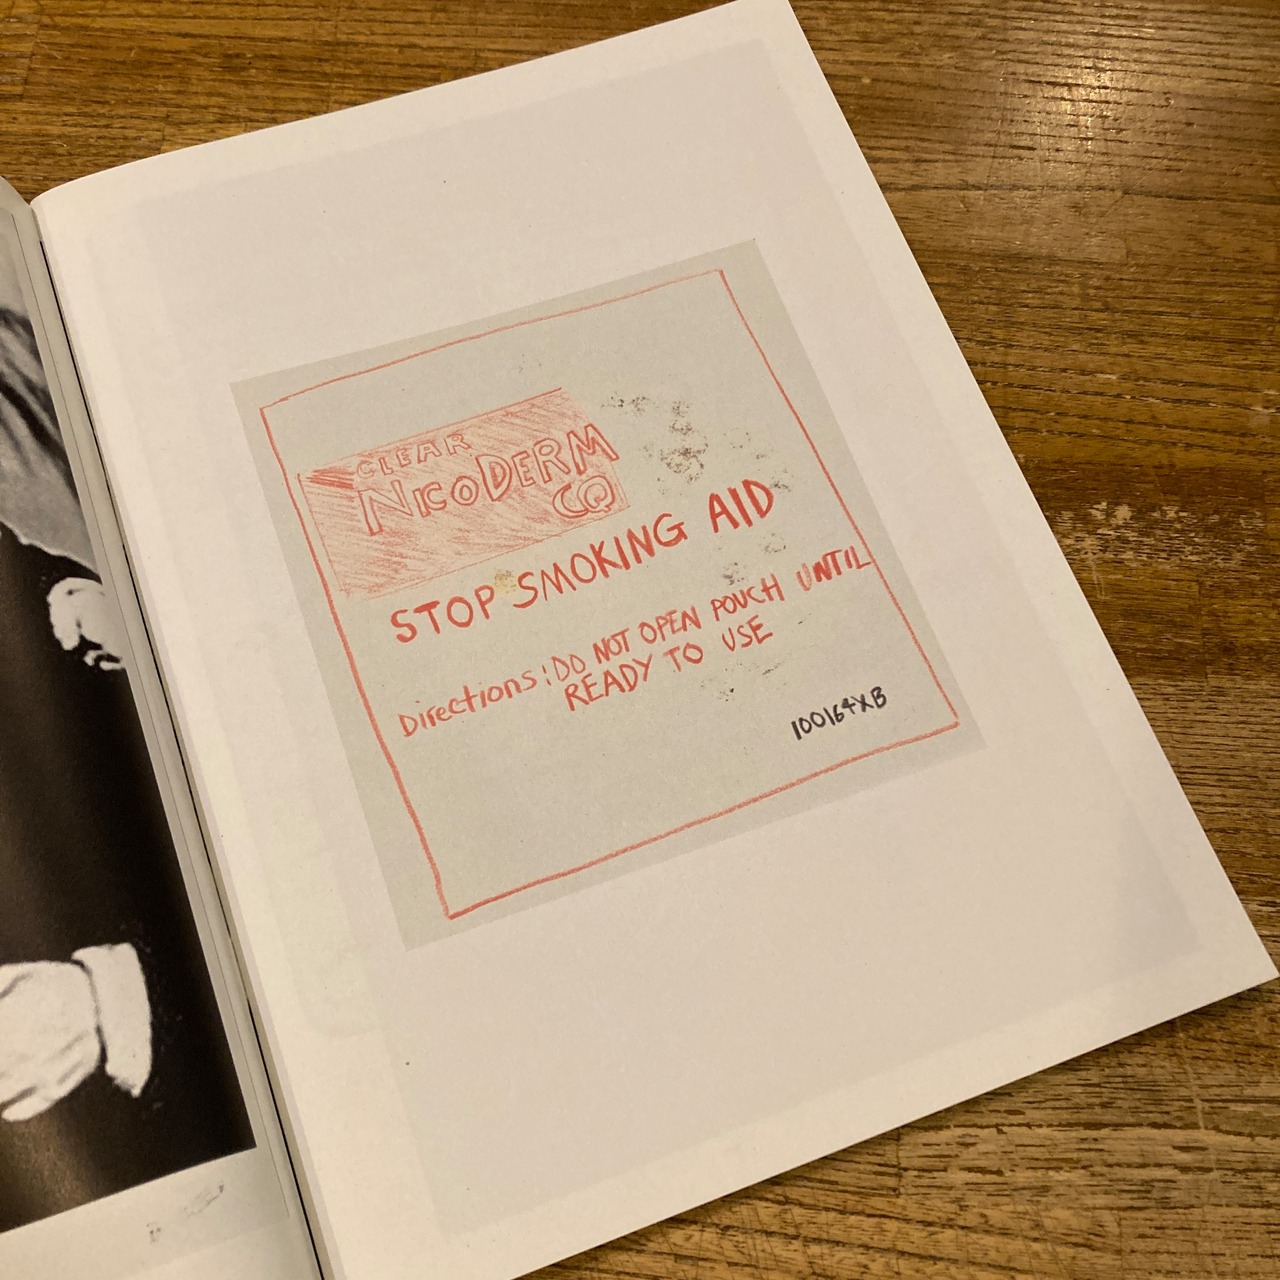 CLEAR
NICODERM
CQ
STOP SMOKING AID
Directions: DO NOT OPEN POUCH UNTIL
READY TO USE
100164XB